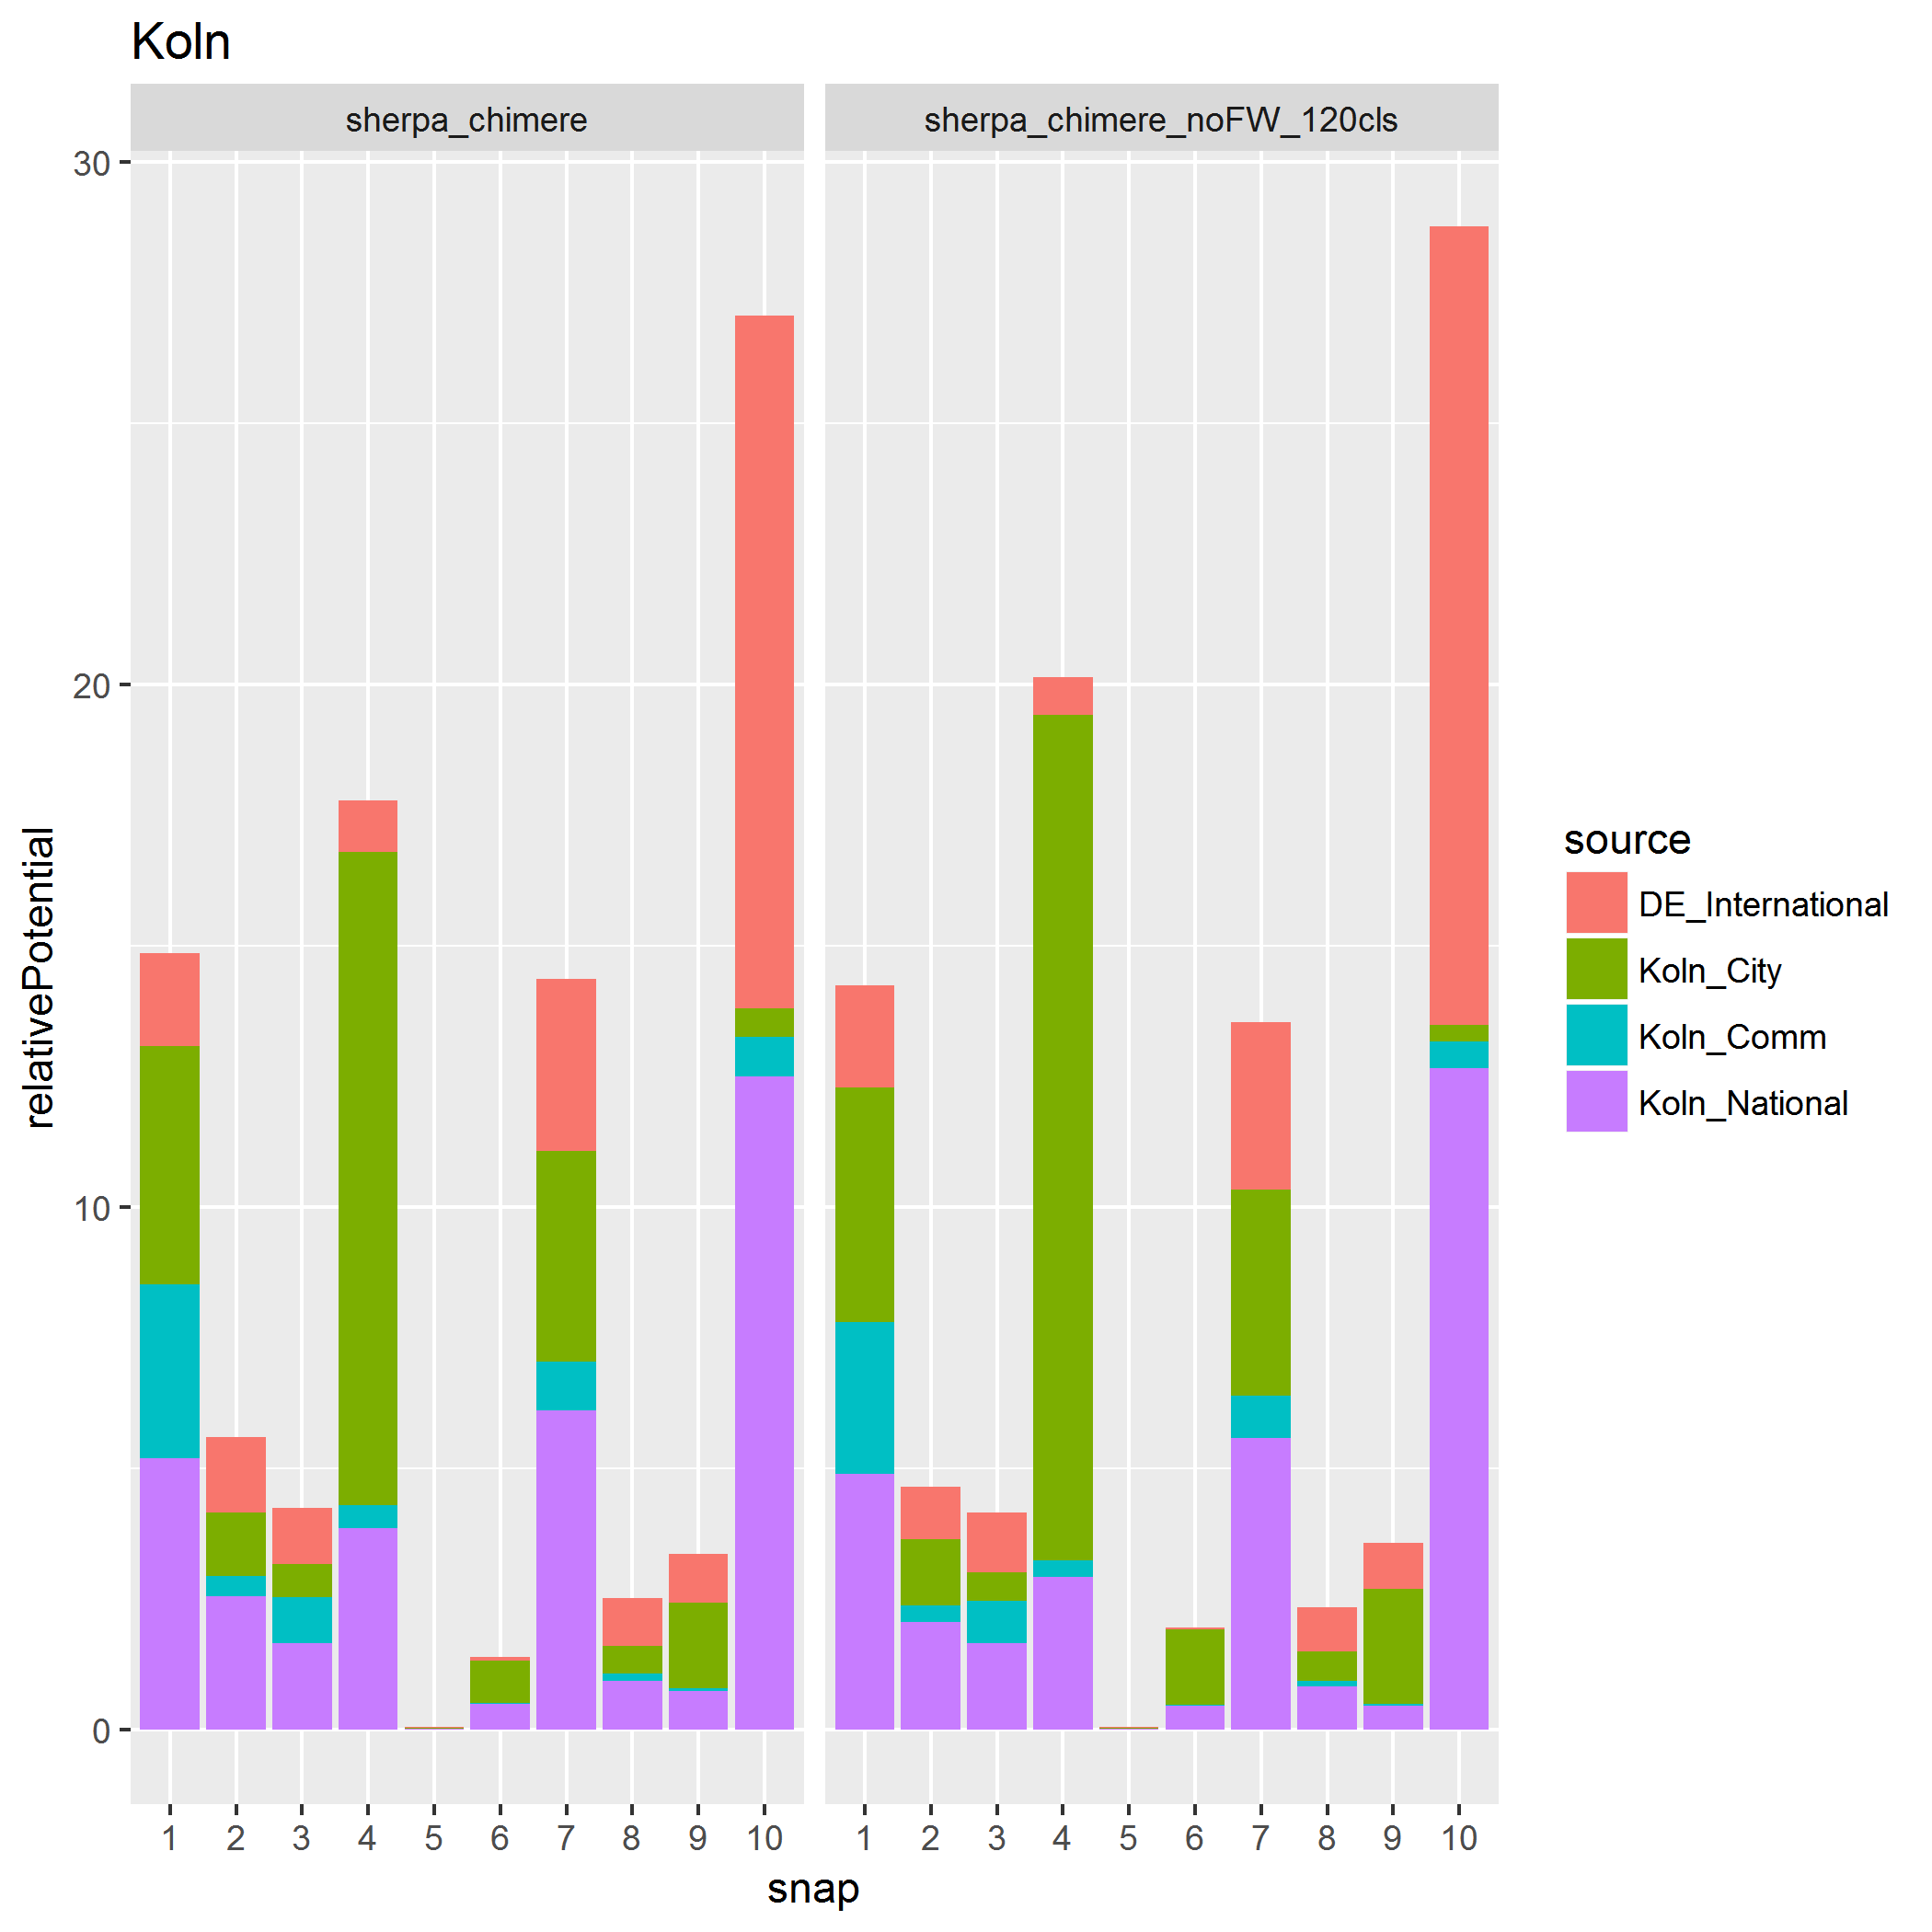 Koln
sherpa_chimere
sherpa_chimere_noFW_120cls
30
20
10
0
relativePotential
1 2 3 4 5 6 7 8 9 10
1 2 3 4 5 6 7 8 9 10
snap
source
DE_International
Koln_City
Koln_Comm
Koln_National